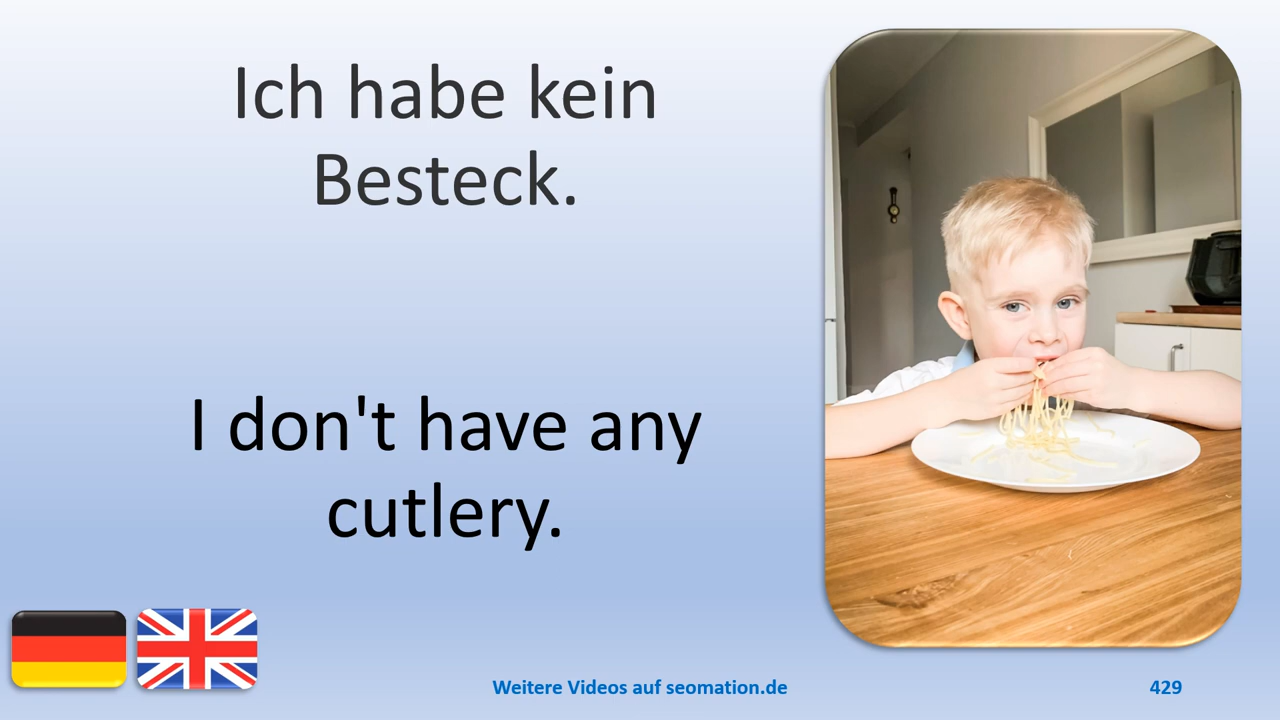 Ich habe kein
Besteck.
I don't have any
cutlery.
Weitere Videos auf seomation.de
429